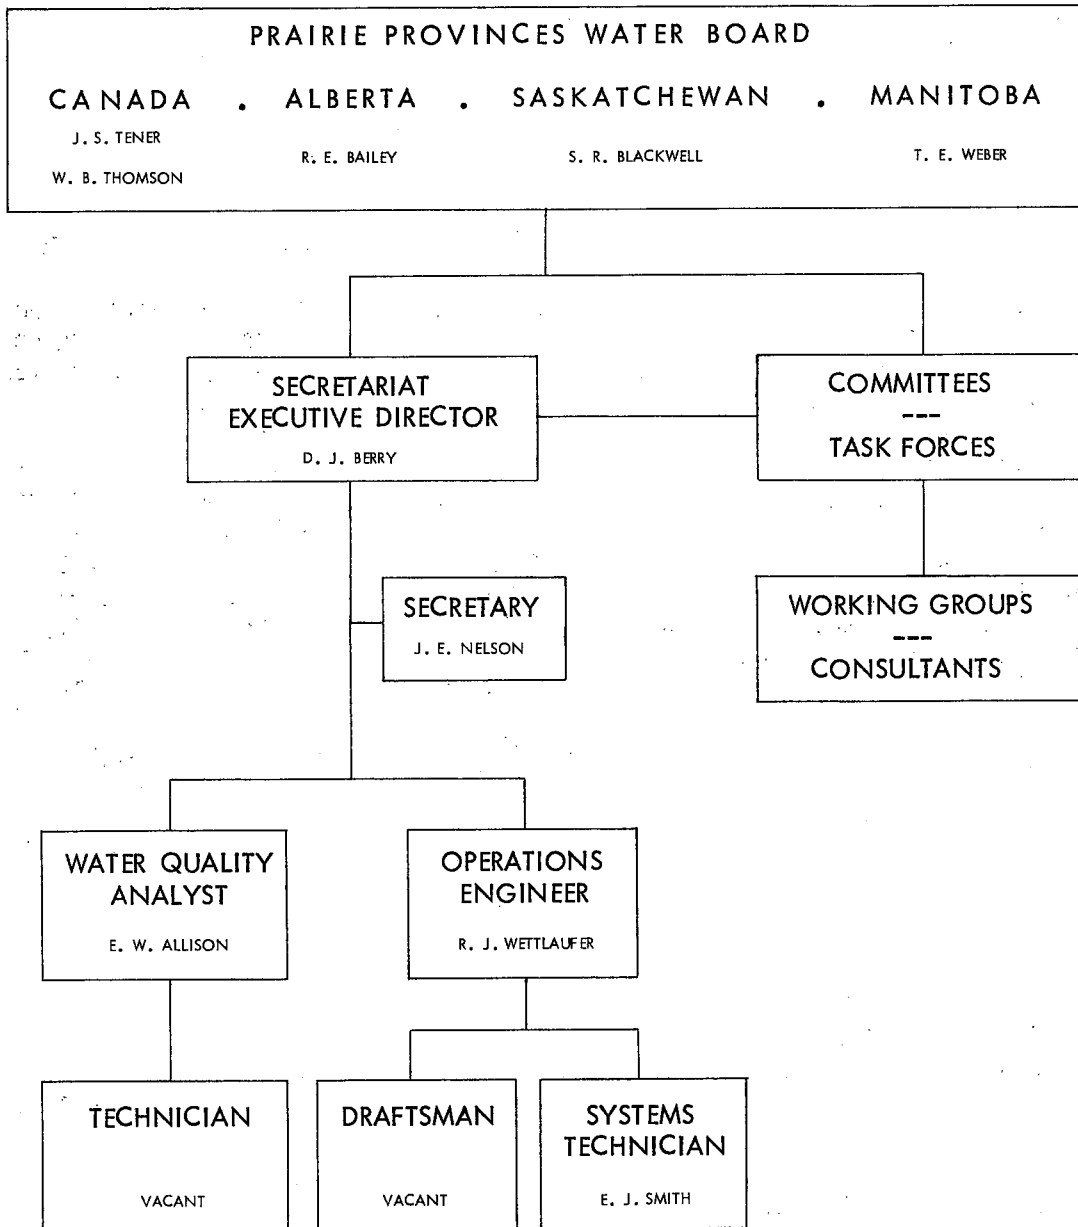 PRAIRIE PROVINCES WATER BOARD
CANADA . ALBERTA . SASKATCHEWAN . MANITOBA
J. S. TENER
W. B. THOMSON
R. E. BAILEY
S. R. BLACKWELL
T. E. WEBER
SECRETARIAT
EXECUTIVE DIRECTOR
D. J. BERRY
COMMITTEES
---
TASK FORCES
SECRETARY
J. E. NELSON
WORKING GROUPS
---
CONSULTANTS
WATER QUALITY
ANALYST
E. W. ALLISON
OPERATIONS
ENGINEER
R. J. WETTLAUFER
TECHNICIAN
VACANT
DRAFTSMAN
VACANT
SYSTEMS
TECHNICIAN
E. J. SMITH